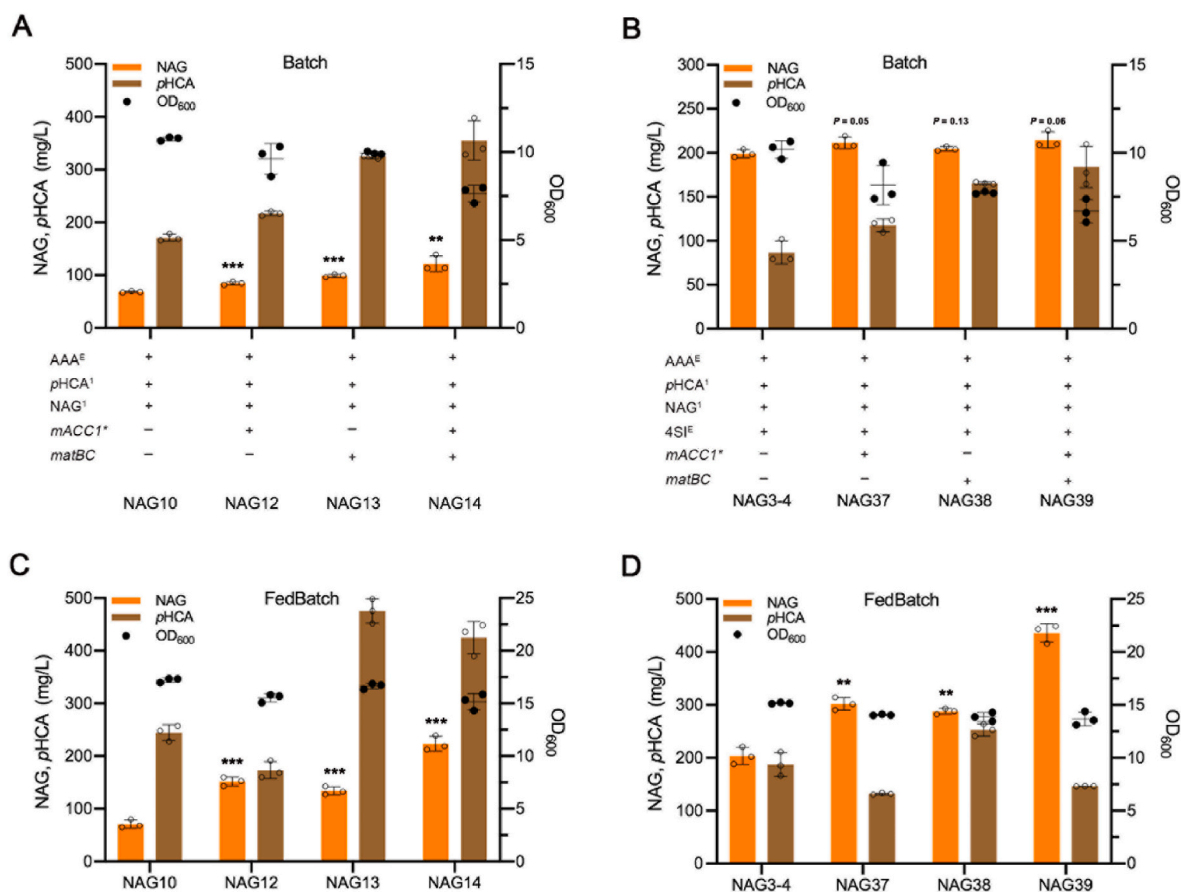 A
Batch
NAG
pHCA
OD600
NAG, pHCA (mg/L)
500
400
300
200
100
0
15
10
5
0
OD600
***
***
**
AAAE + + + +
pHCA1 + + + +
NAG1 + + + +
mACC1* – + – +
matBC – – + +
NAG10 NAG12 NAG13 NAG14
B
Batch
NAG
pHCA
OD600
NAG, pHCA (mg/L)
300
250
200
150
100
50
0
15
10
5
0
OD600
P = 0.05 P = 0.13 P = 0.06
AAAE + + + +
pHCA1 + + + +
NAG1 + + + +
4SIE + + + +
mACC1* – + – +
matBC – – + +
NAG3-4 NAG37 NAG38 NAG39
C
FedBatch
NAG
pHCA
OD600
NAG, pHCA (mg/L)
500
400
300
200
100
0
25
20
15
10
5
0
OD600
***
***
***
NAG10 NAG12 NAG13 NAG14
D
FedBatch
NAG
pHCA
OD600
NAG, pHCA (mg/L)
500
400
300
200
100
0
25
20
15
10
5
0
OD600
**
**
***
NAG3-4 NAG37 NAG38 NAG39